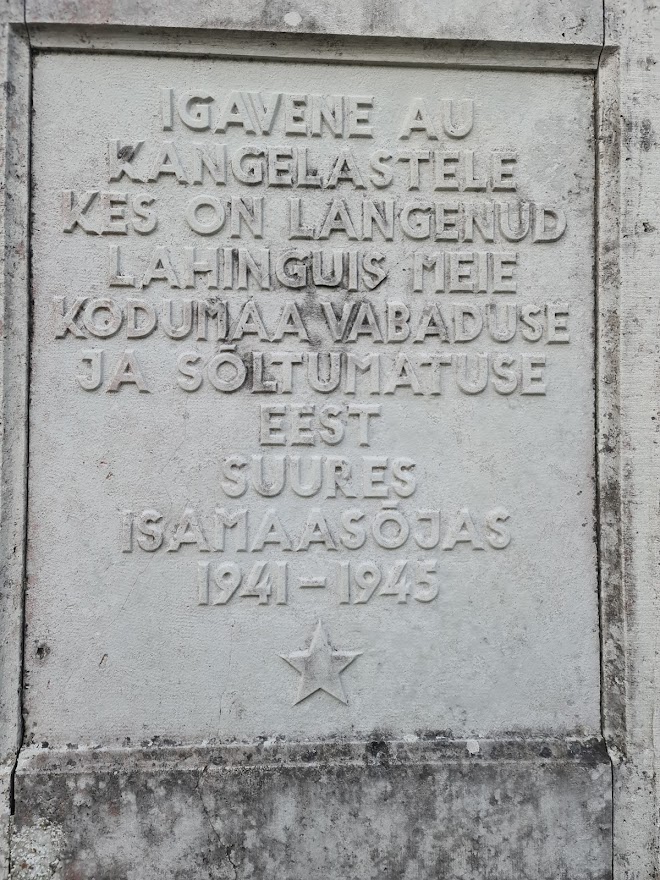 IGAVENE AU
KANGELASTELE
KES ON LANGENUD
LAHINGUIS MEIE
KODUMAA VABADUSE
JA SÕLTUMATUSE
EEST
SUURES
ISAMAASÕJAS
1941 – 1945